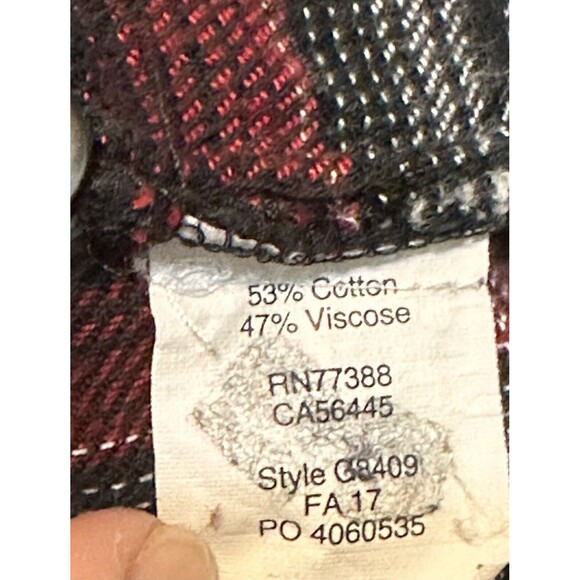 53% Cotton
47% Viscose
RN77388
CA56445
Style G8409
FA 17
PO 4060535